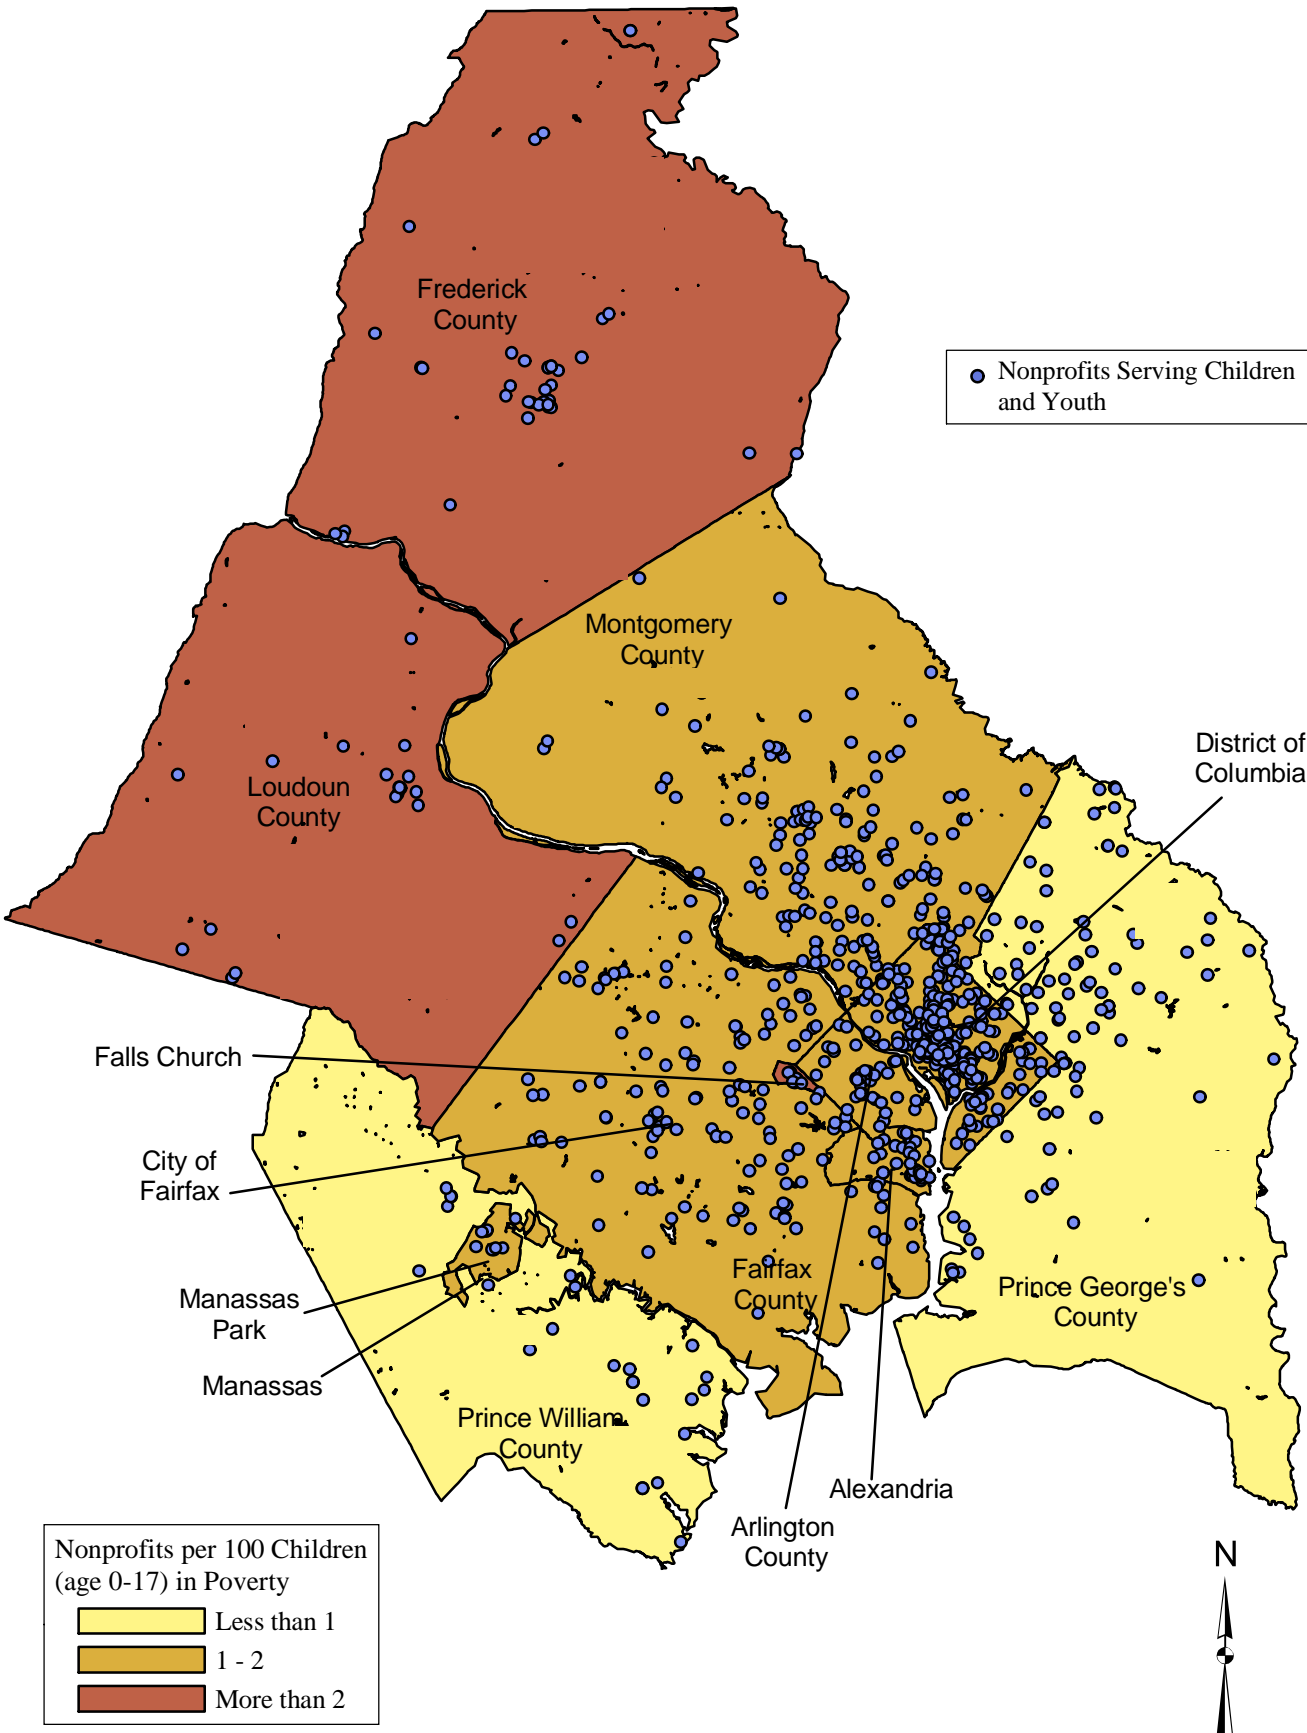 Frederick
County
Nonprofits Serving Children
and Youth
Montgomery
County
District of
Columbia
Loudoun
County
Falls Church
City of
Fairfax
Fairfax
County
Prince George's
County
Manassas
Park
Manassas
Prince William
County
Alexandria
Arlington
County
Nonprofits per 100 Children
(age 0-17) in Poverty
Less than 1
1 - 2
More than 2
N